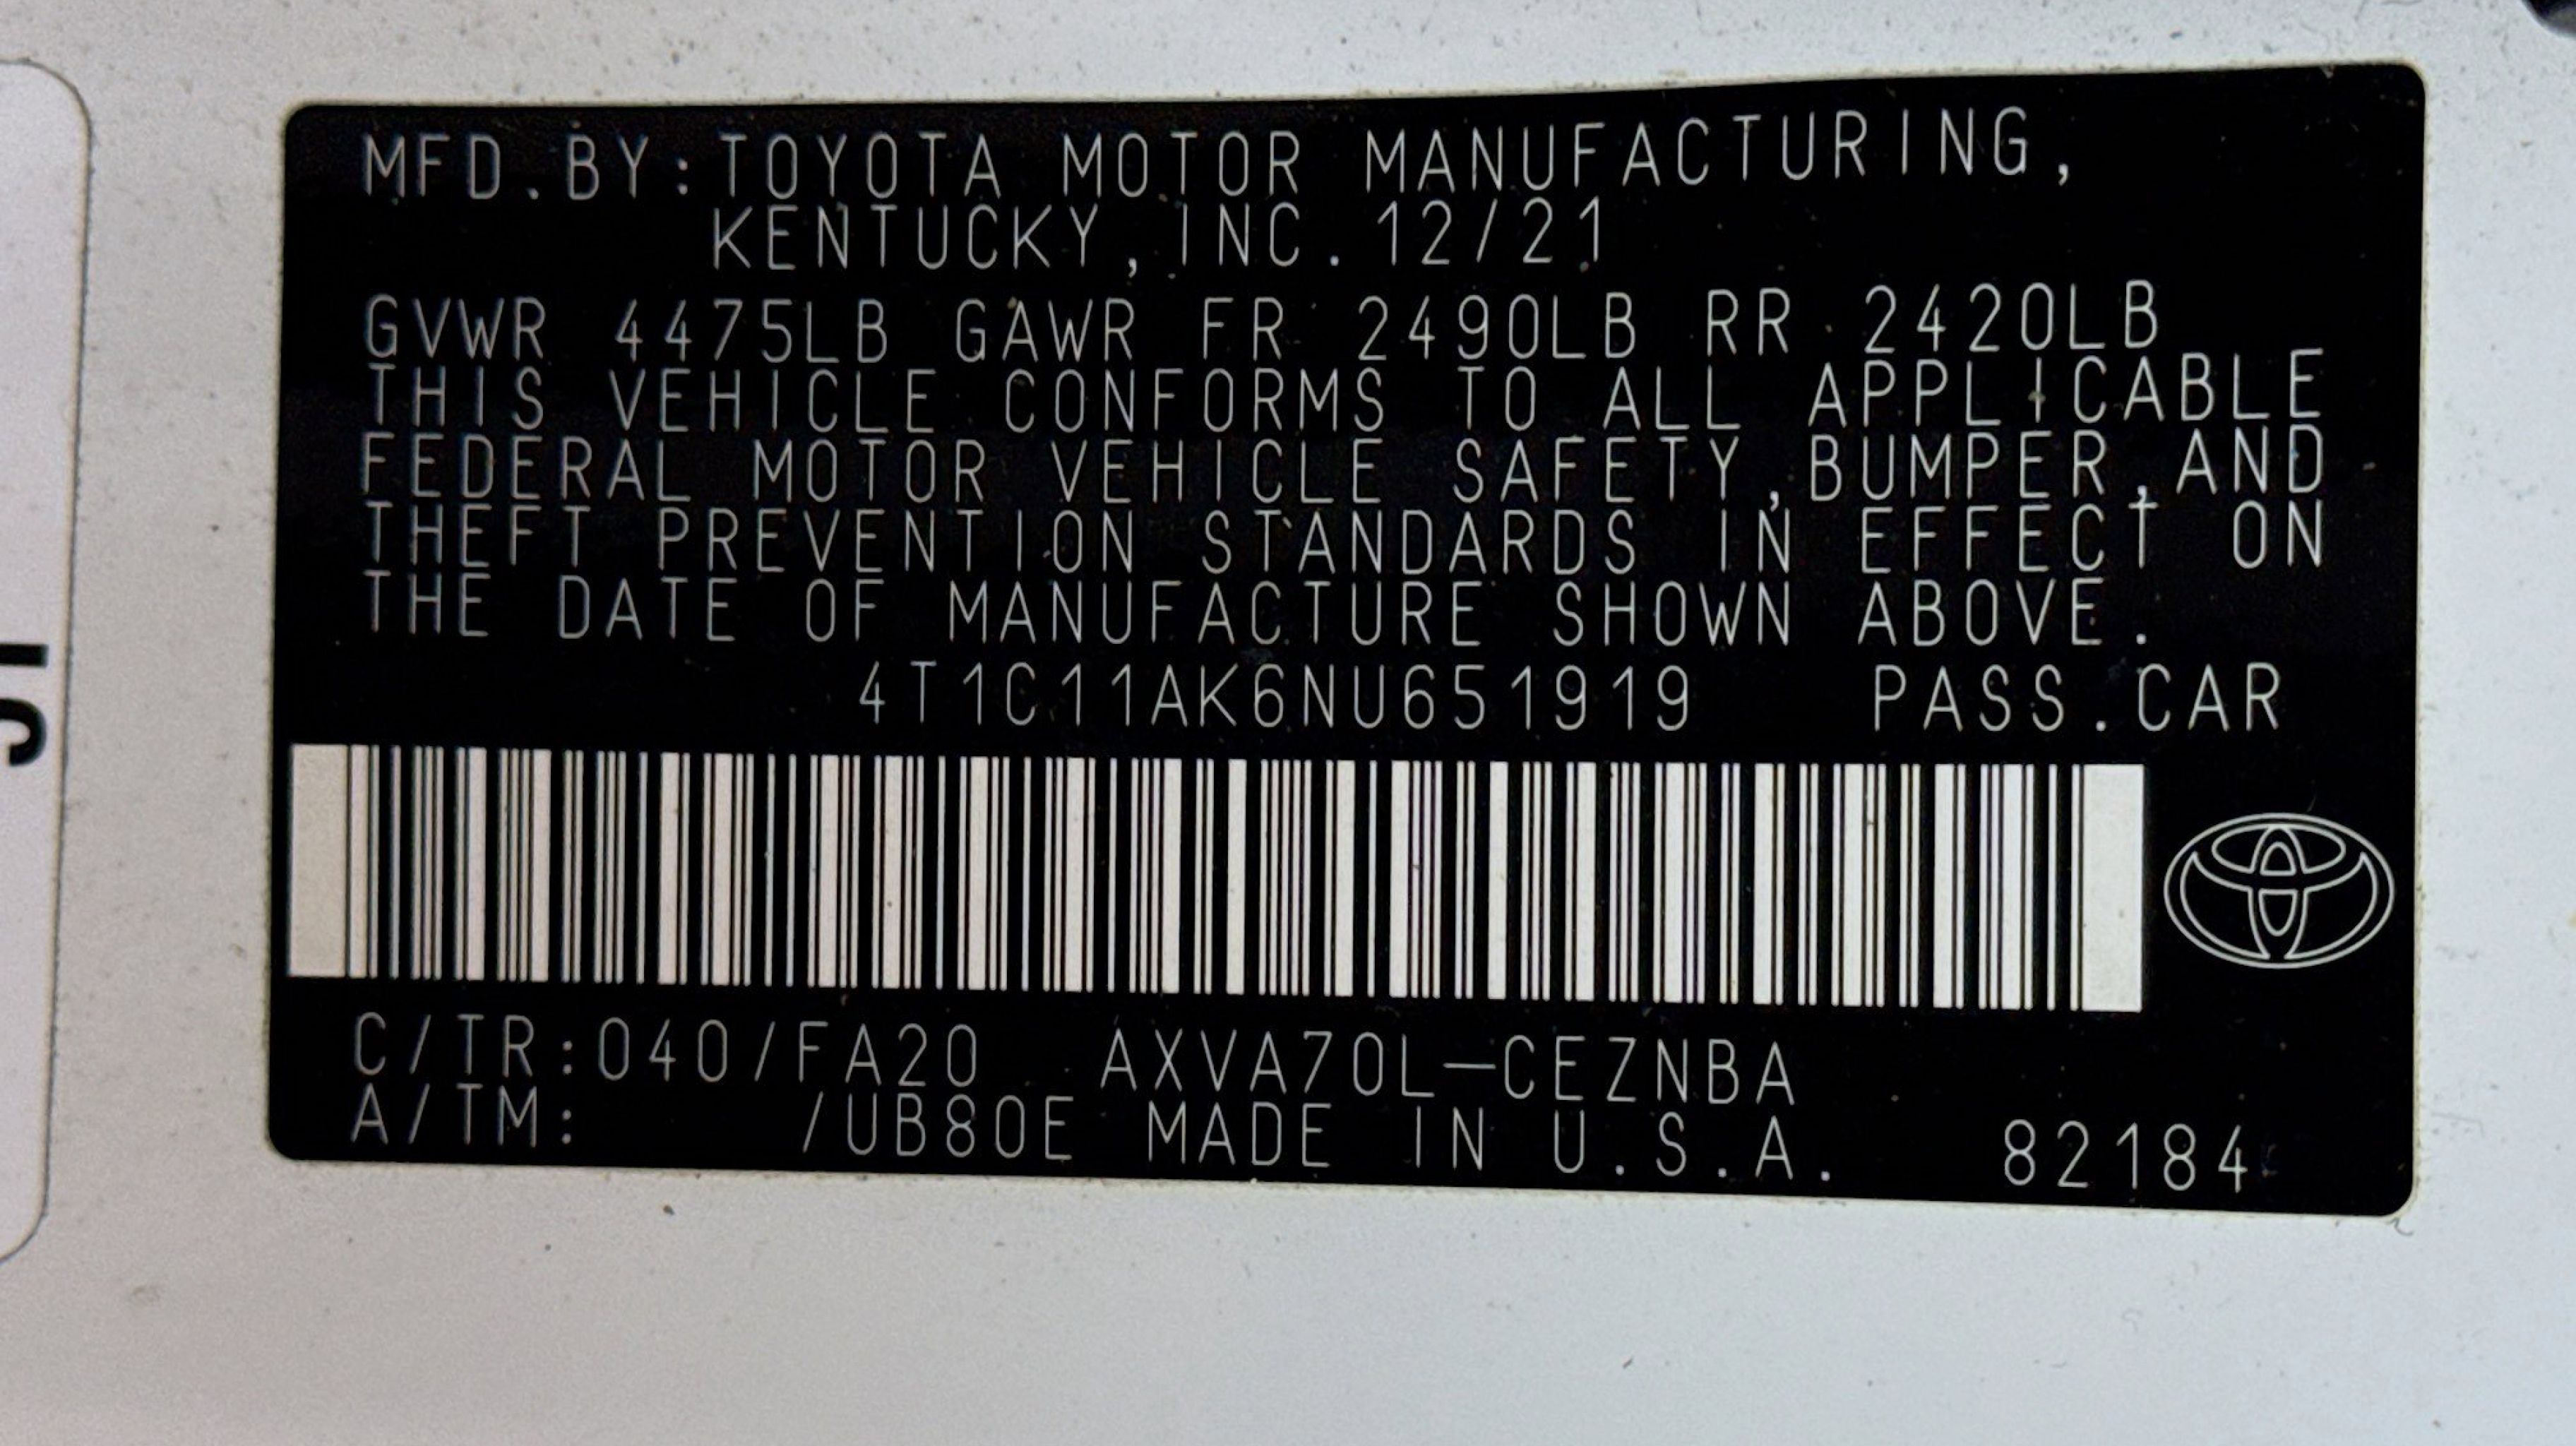 MFD.BY:TOYOTA MOTOR MANUFACTURING,
KENTUCKY,INC.12/21
GVWR 4475LB GAWR FR 2490LB RR 2420LB
THIS VEHICLE CONFORMS TO ALL APPLICABLE
FEDERAL MOTOR VEHICLE SAFETY,BUMPER,AND
THEFT PREVENTION STANDARDS IN EFFECT ON
THE DATE OF MANUFACTURE SHOWN ABOVE.
4T1C11AK6NU651919 PASS.CAR
C/TR:040/FA20 AXVA70L-CEZNBA
A/TM: /UB80E MADE IN U.S.A. 82184